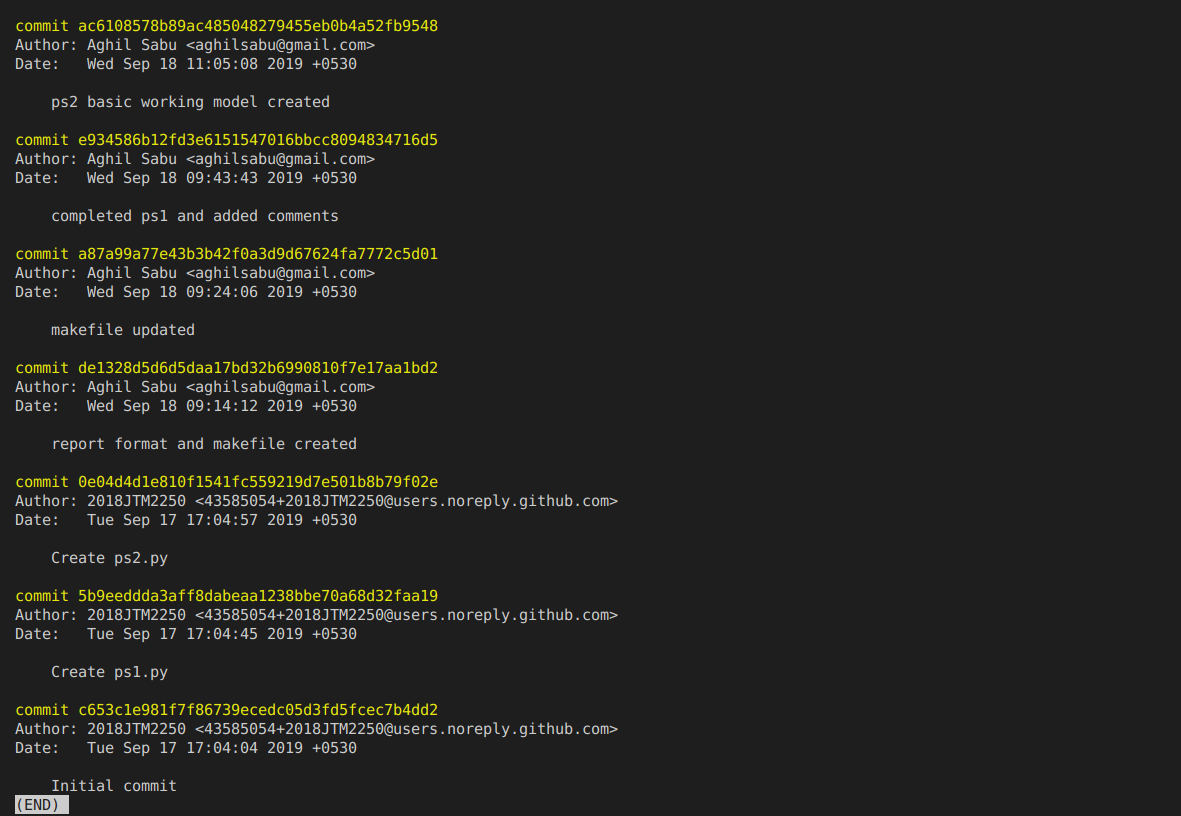 commit ac6108578b89ac485048279455eb0b4a52fb9548
Author: Aghil Sabu <aghilsabu@gmail.com>
Date:   Wed Sep 18 11:05:08 2019 +0530
ps2 basic working model created
commit e934586b12fd3e6151547016bbcc8094834716d5
Author: Aghil Sabu <aghilsabu@gmail.com>
Date:   Wed Sep 18 09:43:43 2019 +0530
completed ps1 and added comments
commit a87a99a77e43b3b42f0a3d9d67624fa7772c5d01
Author: Aghil Sabu <aghilsabu@gmail.com>
Date:   Wed Sep 18 09:24:06 2019 +0530
makefile updated
commit de1328d5d6d5daa17bd32b6990810f7e17aa1bd2
Author: Aghil Sabu <aghilsabu@gmail.com>
Date:   Wed Sep 18 09:14:12 2019 +0530
report format and makefile created
commit 0e04d4d1e810f1541fc559219d7e501b8b79f02e
Author: 2018JTM2250 <43585054+2018JTM2250@users.noreply.github.com>
Date:   Tue Sep 17 17:04:57 2019 +0530
Create ps2.py
commit 5b9eeddda3aff8dabeaa1238bbe70a68d32faa19
Author: 2018JTM2250 <43585054+2018JTM2250@users.noreply.github.com>
Date:   Tue Sep 17 17:04:45 2019 +0530
Create ps1.py
commit c653c1e981f7f86739ecedc05d3fd5fcec7b4dd2
Author: 2018JTM2250 <43585054+2018JTM2250@users.noreply.github.com>
Date:   Tue Sep 17 17:04:04 2019 +0530
Initial commit
(END)